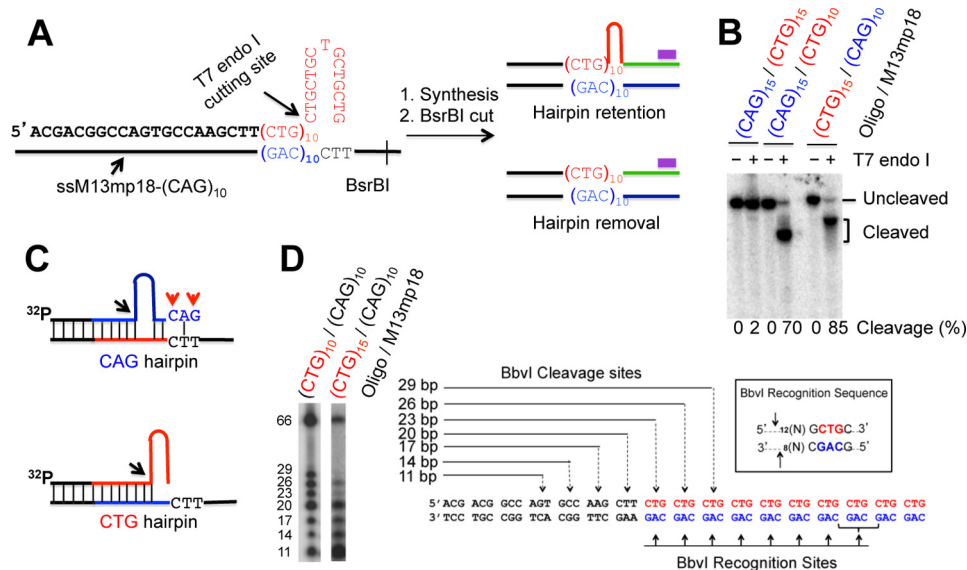 A
T7 endo I
cutting site
CTGCTGC
T
GCTGCTG
5' ACGACGGCCAGTGCCAAGCTT(CTG)10
(GAC)10CTT
ssM13mp18-(CAG)10
BsrBI
1. Synthesis
2. BsrBI cut
(CTG)10
(GAC)10
Hairpin retention
(CTG)10
(GAC)10
Hairpin removal
B
(CAG)15/(CTG)15
(CAG)15/(CTG)10
(CTG)15/(CAG)10
Oligo / M13mp18
- + - + - +
T7 endo I
Uncleaved
Cleaved
0 2 0 70 0 85 Cleavage (%)
C
32P
CAG
CTT
CAG hairpin
32P
CTT
CTG hairpin
D
(CTG)10 / (CAG)10
(CTG)15 / (CAG)10
Oligo / M13mp18
66
29
26
23
20
17
14
11
BbvI Cleavage sites
29 bp
26 bp
23 bp
20 bp
17 bp
14 bp
11 bp
BbvI Recognition Sequence
5' 12(N) GCTGC 3'
3' 8(N) CGACG 5'
5'ACG ACG GCC AGT GCC AAG CTT CTG CTG CTG CTG CTG CTG CTG CTG CTG CTG
3'TCC TGC CGG TCA CGG TTC GAA GAC GAC GAC GAC GAC GAC GAC GAC GAC GAC
BbvI Recognition Sites